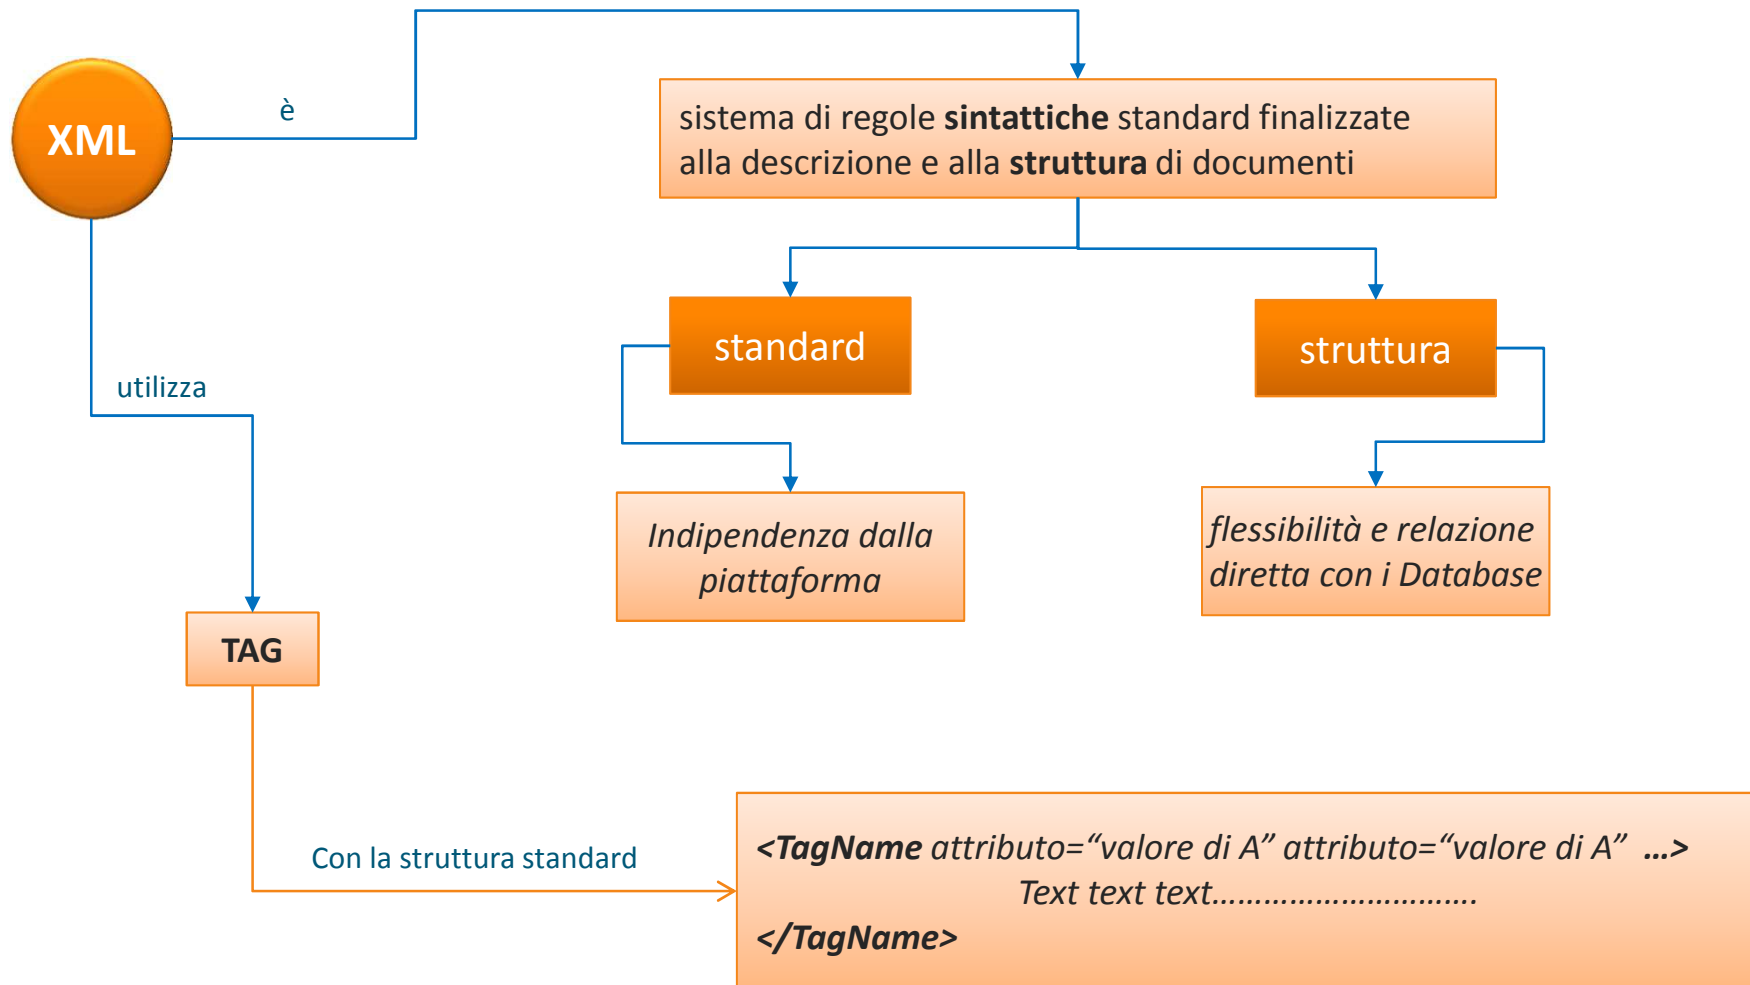 XML
è
sistema di regole sintattiche standard finalizzate
alla descrizione e alla struttura di documenti
standard
struttura
utilizza
Indipendenza dalla
piattaforma
flessibilità e relazione
diretta con i Database
TAG
Con la struttura standard
<TagName attributo=“valore di A” attributo=“valore di A” …>
Text text text………………………….
</TagName>